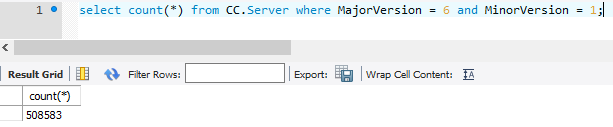 1 select count(*) from CC.Server where MajorVersion = 6 and MinorVersion = 1;
Result Grid Filter Rows: Export: Wrap Cell Content: IA
count(*)
508583